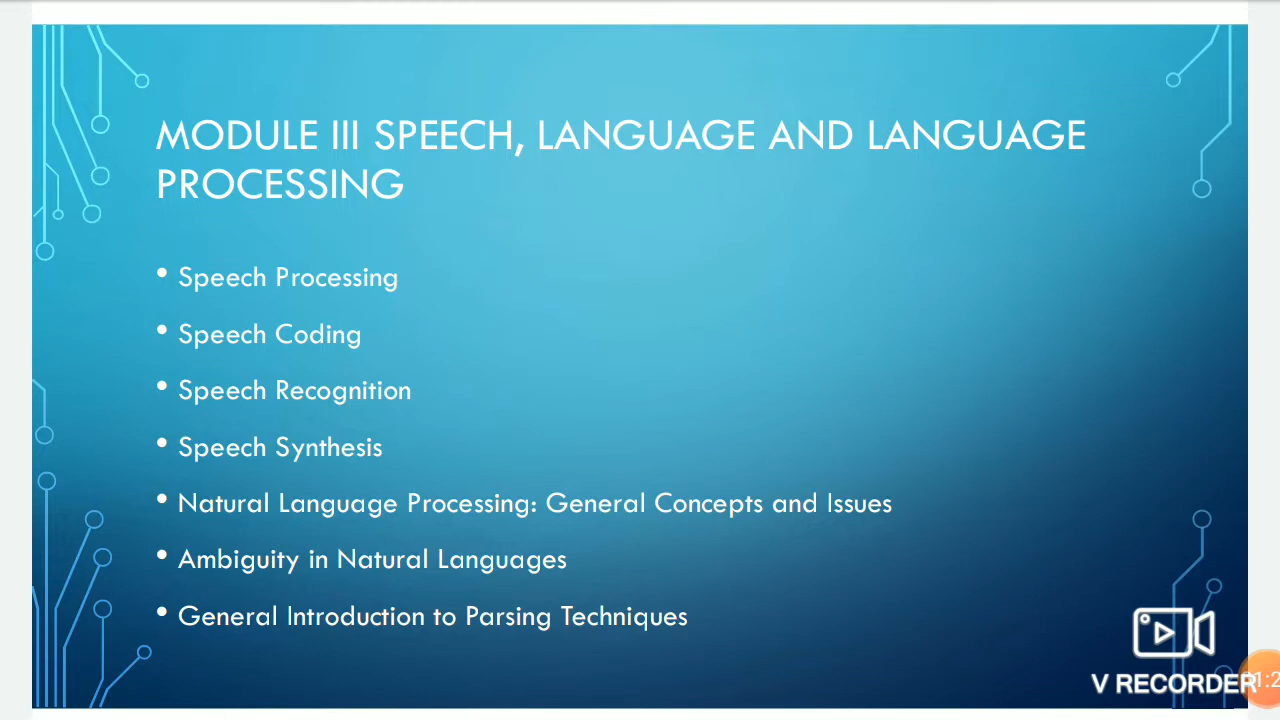 MODULE III SPEECH, LANGUAGE AND LANGUAGE
PROCESSING
• Speech Processing
• Speech Coding
• Speech Recognition
• Speech Synthesis
• Natural Language Processing: General Concepts and Issues
• Ambiguity in Natural Languages
• General Introduction to Parsing Techniques
V RECORDER